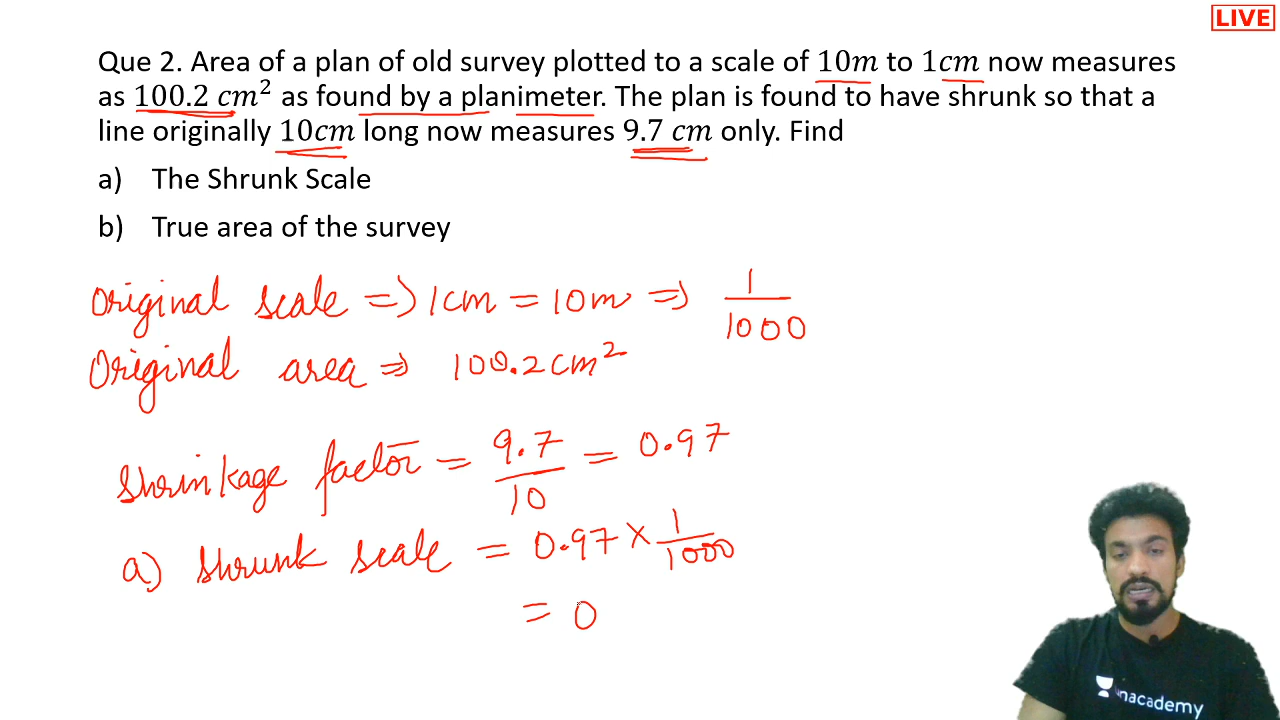 LIVE
Que 2. Area of a plan of old survey plotted to a scale of 10m to 1cm now measures
as 100.2 cm² as found by a planimeter. The plan is found to have shrunk so that a
line originally 10cm long now measures 9.7 cm only. Find
a) The Shrunk Scale
b) True area of the survey
Original scale => 1cm = 10m => 1/1000
Original area => 100.2cm²
Shrinkage factor = 9.7/10 = 0.97
a) Shrunk scale = 0.97 × 1/1000
= 0
unacademy